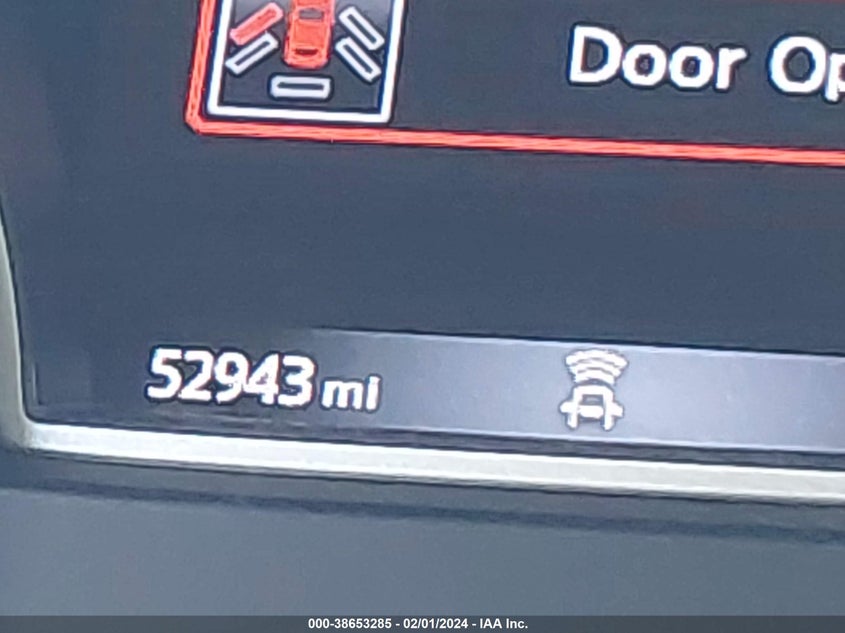 Door Op
52943 mi
000-38653285 - 02/01/2024 - IAA Inc.